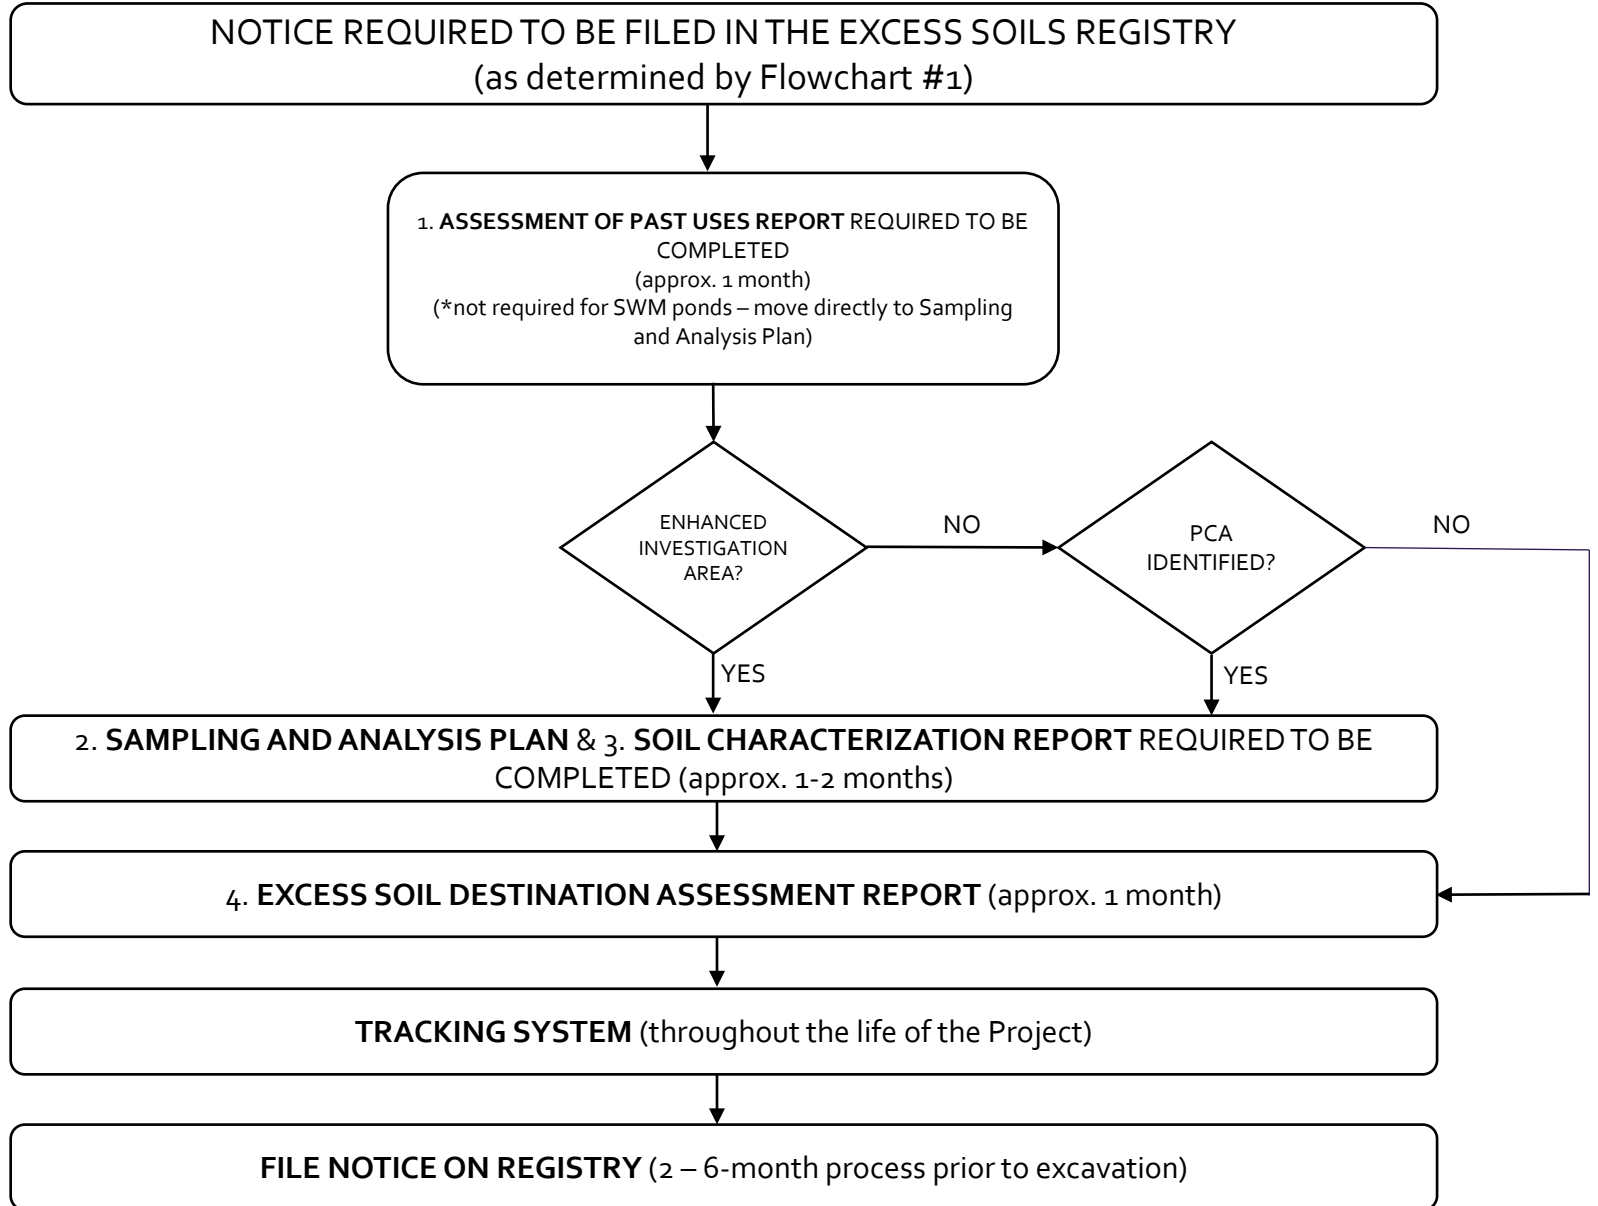 NOTICE REQUIRED TO BE FILED IN THE EXCESS SOILS REGISTRY
(as determined by Flowchart #1)
1. ASSESSMENT OF PAST USES REPORT REQUIRED TO BE
COMPLETED
(approx. 1 month)
(*not required for SWM ponds – move directly to Sampling
and Analysis Plan)
ENHANCED
INVESTIGATION
AREA?
NO
PCA
IDENTIFIED?
NO
YES
YES
2. SAMPLING AND ANALYSIS PLAN & 3. SOIL CHARACTERIZATION REPORT REQUIRED TO BE
COMPLETED (approx. 1-2 months)
4. EXCESS SOIL DESTINATION ASSESSMENT REPORT (approx. 1 month)
TRACKING SYSTEM (throughout the life of the Project)
FILE NOTICE ON REGISTRY (2 – 6-month process prior to excavation)